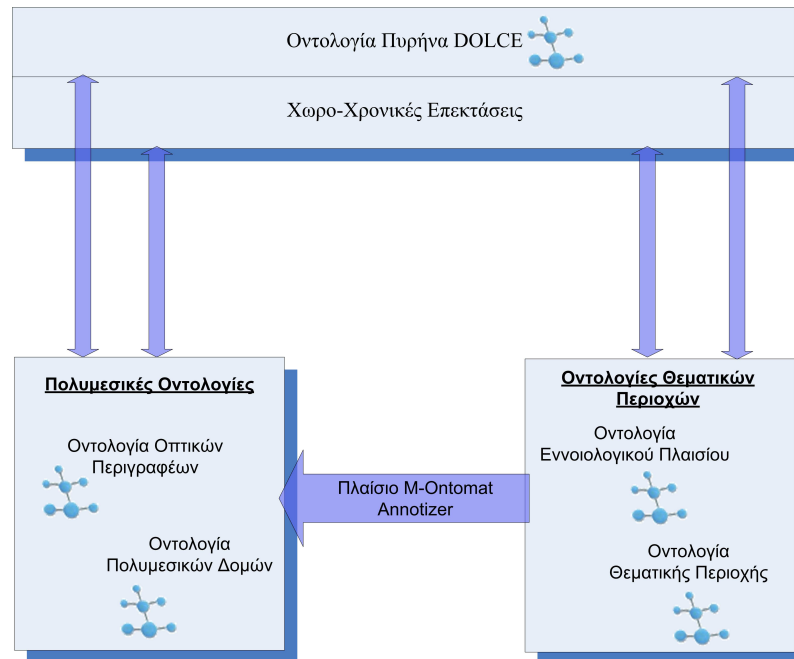 Οντολογία Πυρήνα DOLCE
Χωρο-Χρονικές Επεκτάσεις
Πολυμεσικές Οντολογίες
Οντολογία Οπτικών
Περιγραφέων
Οντολογία
Πολυμεσικών Δομών
Πλαίσιο M-Ontomat
Annotizer
Οντολογίες Θεματικών
Περιοχών
Οντολογία
Εννοιολογικού Πλαισίου
Οντολογία
Θεματικής Περιοχής